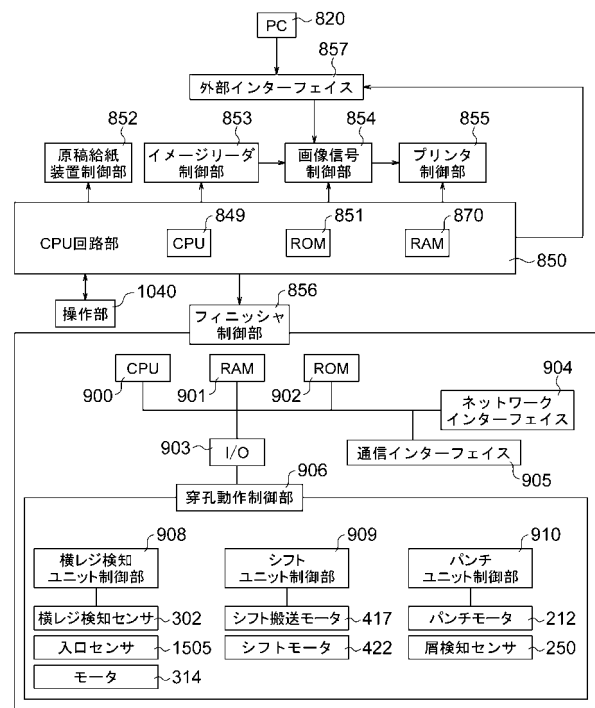 PC
820
857
外部インターフェイス
852
853
854
855
原稿給紙
装置制御部
イメージリーダ
制御部
画像信号
制御部
プリンタ
制御部
849
851
870
CPU回路部
CPU
ROM
RAM
850
1040
856
操作部
フィニッシャ
制御部
CPU
RAM
ROM
904
900
901
902
ネットワーク
インターフェイス
903
I/O
通信インターフェイス
906
905
穿孔動作制御部
908
909
910
横レジ検知
ユニット制御部
シフト
ユニット制御部
パンチ
ユニット制御部
横レジ検知センサ
302
シフト搬送モータ
417
パンチモータ
212
入口センサ
1505
シフトモータ
422
屑検知センサ
250
モータ
314